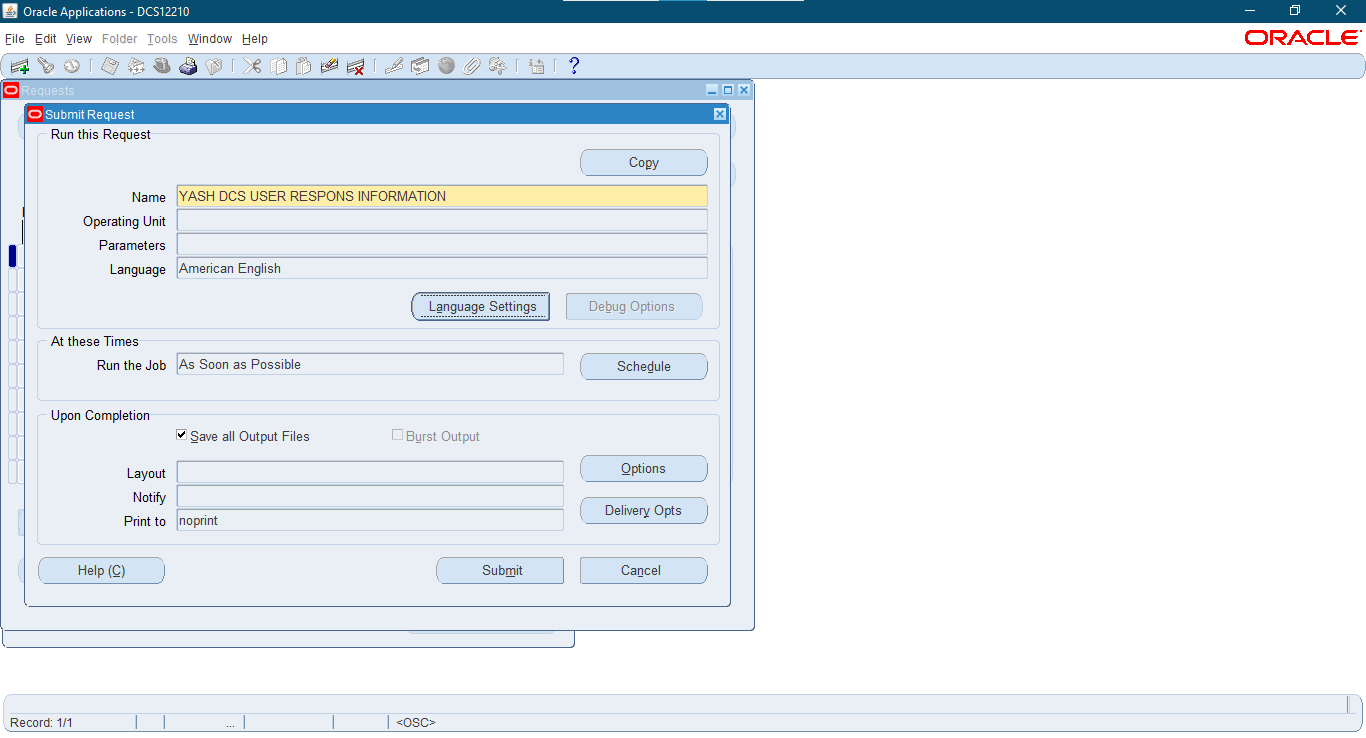 Oracle Applications - DCS12210
File Edit View Folder Tools Window Help
ORACLE
Requests
Submit Request
Run this Request
Copy
Name YASH DCS USER RESPONS INFORMATION
Operating Unit
Parameters
Language American English
Language Settings Debug Options
At these Times
Run the Job As Soon as Possible Schedule
Upon Completion
Save all Output Files Burst Output
Layout Options
Notify
Delivery Opts
Print to noprint
Help (C) Submit Cancel
Record: 1/1 ... <OSC>